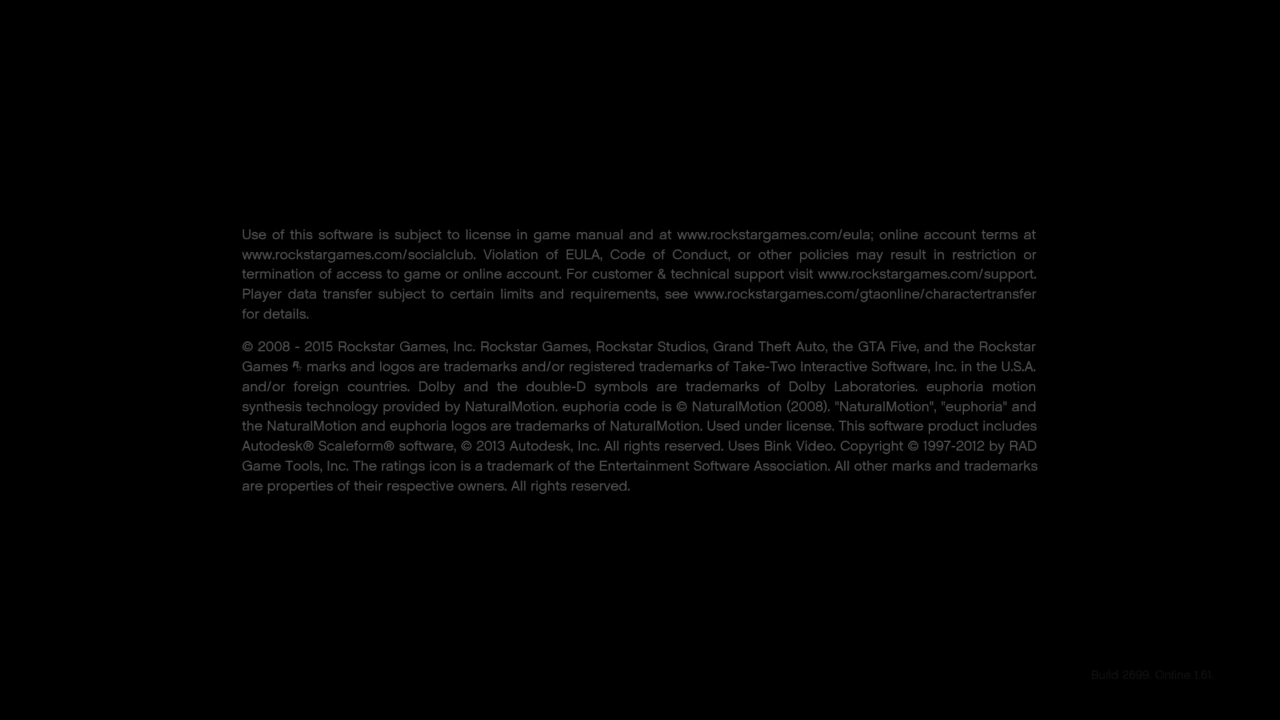 Use of this software is subject to license in game manual and at www.rockstargames.com/eula; online account terms at
www.rockstargames.com/socialclub. Violation of EULA, Code of Conduct, or other policies may result in restriction or
termination of access to game or online account. For customer & technical support visit www.rockstargames.com/support.
Player data transfer subject to certain limits and requirements, see www.rockstargames.com/gtaonline/charactertransfer
for details.
© 2008 - 2015 Rockstar Games, Inc. Rockstar Games, Rockstar Studios, Grand Theft Auto, the GTA Five, and the Rockstar
Games R* marks and logos are trademarks and/or registered trademarks of Take-Two Interactive Software, Inc. in the U.S.A.
and/or foreign countries. Dolby and the double-D symbols are trademarks of Dolby Laboratories. euphoria motion
synthesis technology provided by NaturalMotion. euphoria code is © NaturalMotion (2008). "NaturalMotion", "euphoria" and
the NaturalMotion and euphoria logos are trademarks of NaturalMotion. Used under license. This software product includes
Autodesk® Scaleform® software, © 2013 Autodesk, Inc. All rights reserved. Uses Bink Video. Copyright © 1997-2012 by RAD
Game Tools, Inc. The ratings icon is a trademark of the Entertainment Software Association. All other marks and trademarks
are properties of their respective owners. All rights reserved.
Build 2699, Online 1.61.